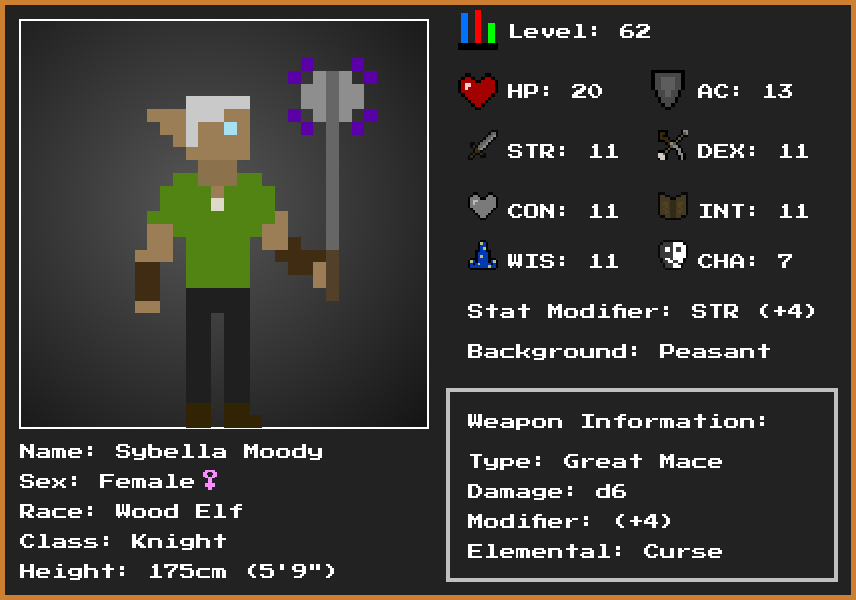 Level: 62
HP: 20
AC: 13
STR: 11
DEX: 11
CON: 11
INT: 11
WIS: 11
CHA: 7
Stat Modifier: STR (+4)
Background: Peasant
Weapon Information:
Type: Great Mace
Damage: d6
Modifier: (+4)
Elemental: Curse
Name: Sybella Moody
Sex: Female♀
Race: Wood Elf
Class: Knight
Height: 175cm (5'9")